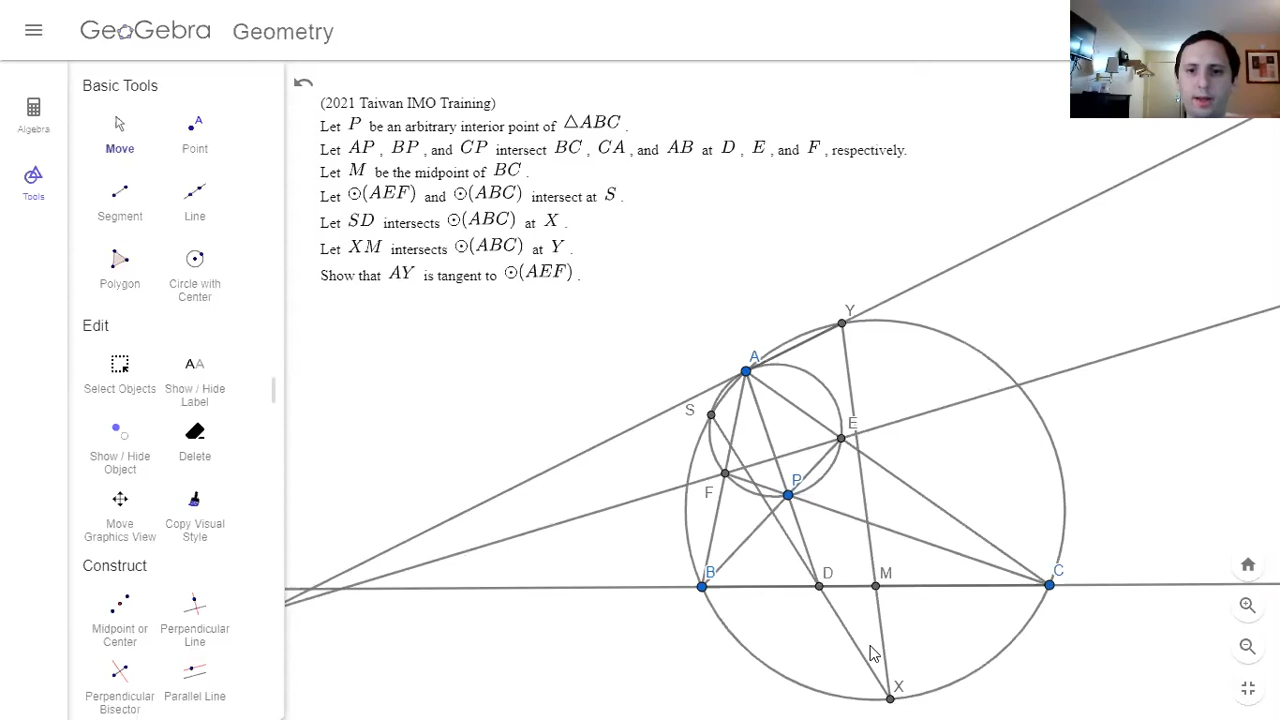 GeoGebra Geometry
Basic Tools
Move
Point
Segment
Line
Polygon
Circle with Center
Edit
Select Objects
Show / Hide Label
Show / Hide Object
Delete
Move Graphics View
Copy Visual Style
Construct
Midpoint or Center
Perpendicular Line
Perpendicular Bisector
Parallel Line
Algebra
Tools
(2021 Taiwan IMO Training)
Let P be an arbitrary interior point of △ABC .
Let AP , BP , and CP intersect BC , CA , and AB at D , E , and F , respectively.
Let M be the midpoint of BC .
Let ⊙(AEF) and ⊙(ABC) intersect at S .
Let SD intersects ⊙(ABC) at X .
Let XM intersects ⊙(ABC) at Y .
Show that AY is tangent to ⊙(AEF) .
Y
A
S
E
F
P
B
D
M
C
X